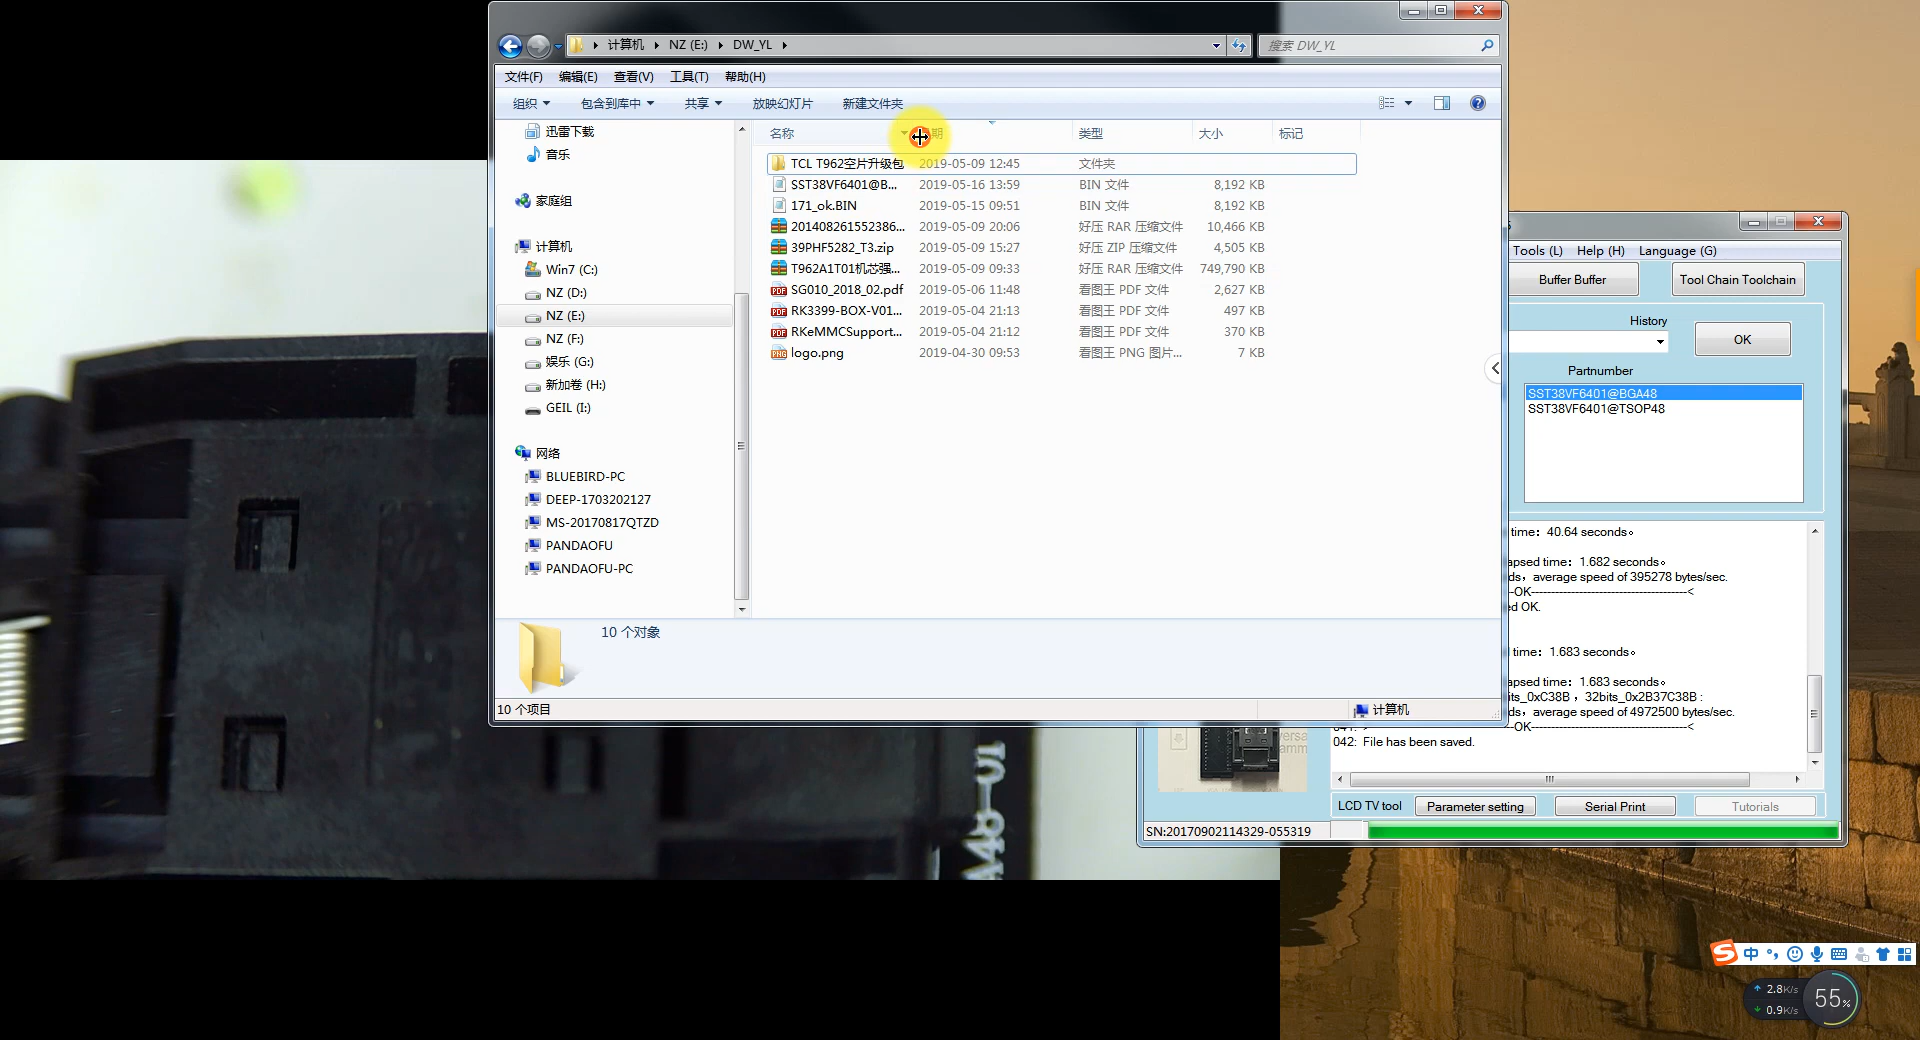 计算机 ▸ NZ (E:) ▸ DW_YL ▸
搜索 DW_YL
文件(F) 编辑(E) 查看(V) 工具(T) 帮助(H)
组织 包含到库中 共享 放映幻灯片 新建文件夹
迅雷下载
音乐
家庭组
计算机
Win7 (C:)
NZ (D:)
NZ (E:)
NZ (F:)
娱乐 (G:)
新加卷 (H:)
GEIL (I:)
网络
BLUEBIRD-PC
DEEP-1703202127
MS-20170817QTZD
PANDAOFU
PANDAOFU-PC
名称 期 类型 大小 标记
TCL T962空片升级包 2019-05-09 12:45 文件夹
SST38VF6401@B... 2019-05-16 13:59 BIN 文件 8,192 KB
171_ok.BIN 2019-05-15 09:51 BIN 文件 8,192 KB
201408261552386... 2019-05-09 20:06 好压 RAR 压缩文件 10,466 KB
39PHF5282_T3.zip 2019-05-09 15:27 好压 ZIP 压缩文件 4,505 KB
T962A1T01机芯强... 2019-05-09 09:33 好压 RAR 压缩文件 749,790 KB
SG010_2018_02.pdf 2019-05-06 11:48 看图王 PDF 文件 2,627 KB
RK3399-BOX-V01... 2019-05-04 21:13 看图王 PDF 文件 497 KB
RKeMMCSupport... 2019-05-04 21:12 看图王 PDF 文件 370 KB
logo.png 2019-04-30 09:53 看图王 PNG 图片... 7 KB
10 个对象
10 个项目
计算机
Tools (L) Help (H) Language (G)
Buffer Buffer Tool Chain Toolchain
History
OK
Partnumber
SST38VF6401@BGA48
SST38VF6401@TSOP48
time: 40.64 seconds。
apsed time: 1.682 seconds。
ds, average speed of 395278 bytes/sec.
-OK---------------------------------------<
ed OK.
time: 1.683 seconds。
apsed time: 1.683 seconds。
its_0xC38B , 32bits_0x2B37C38B :
ds, average speed of 4972500 bytes/sec.
-OK---------------------------------------<
042: File has been saved.
LCD TV tool Parameter setting Serial Print Tutorials
SN:20170902114329-055319
A48-01
中
2.8K/s
0.9K/s
55%